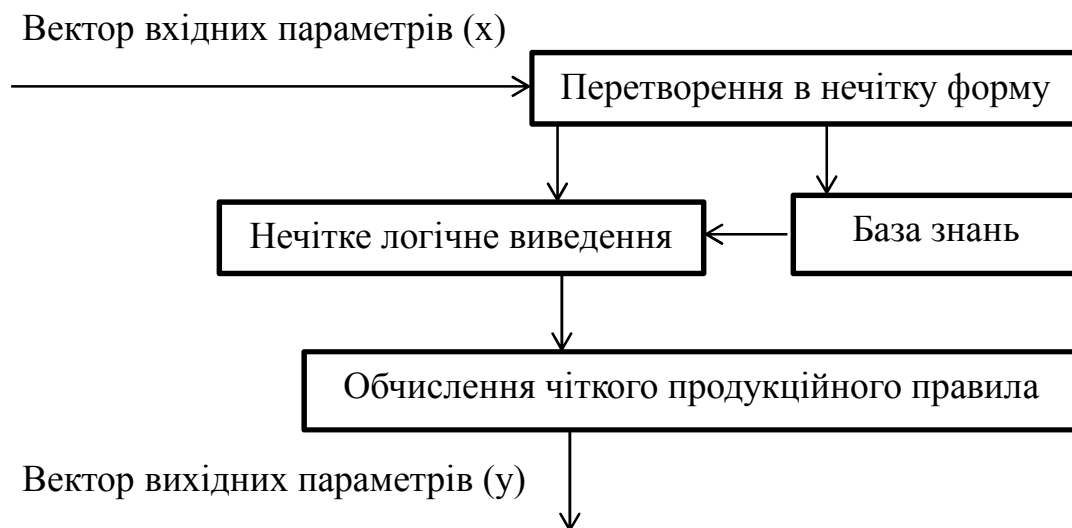 Вектор вхідних параметрів (х)
Перетворення в нечітку форму
Нечітке логічне виведення
База знань
Обчислення чіткого продукційного правила
Вектор вихідних параметрів (у)